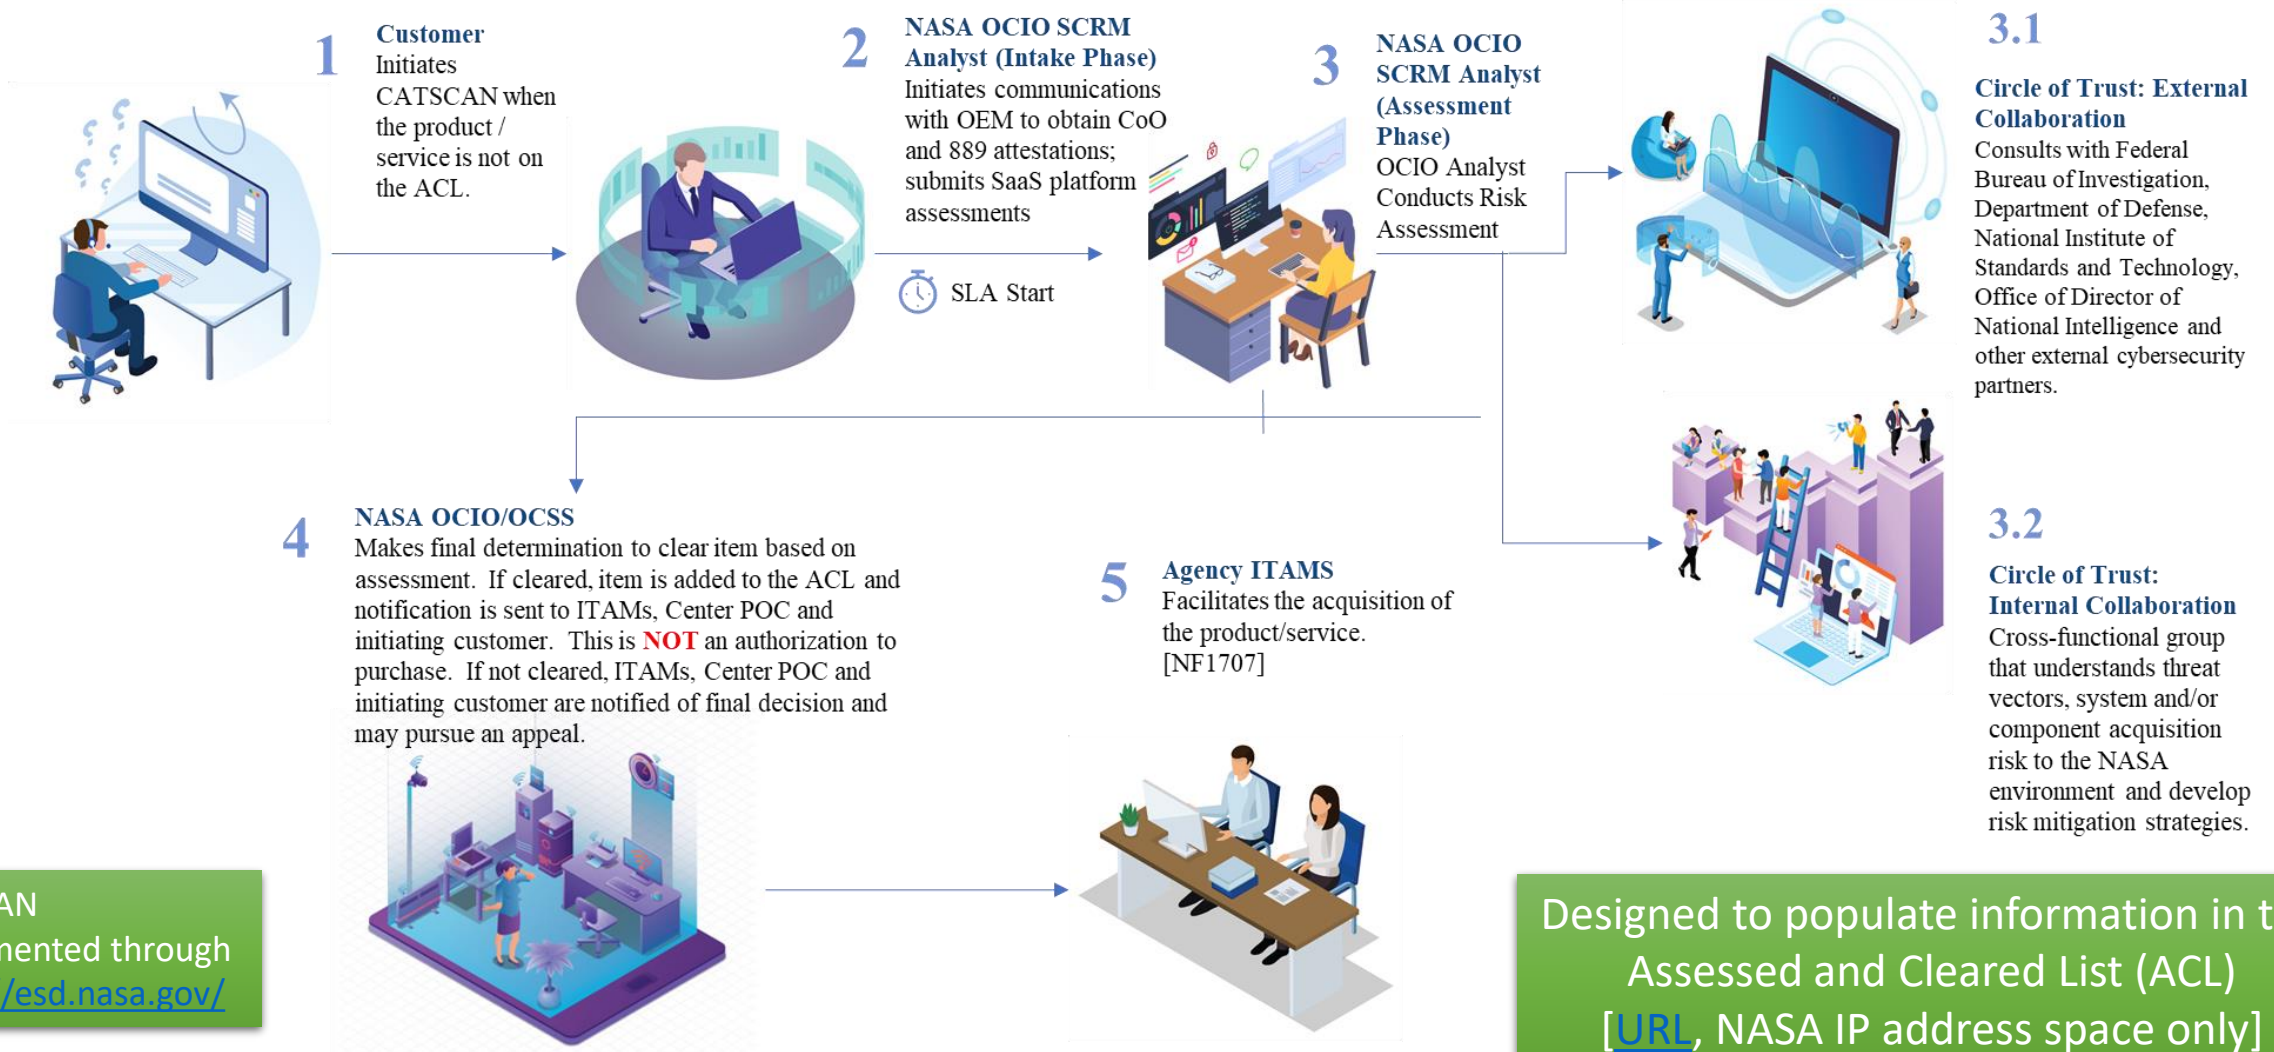 1
Customer
Initiates
CATSCAN when
the product /
service is not on
the ACL.
2
NASA OCIO SCRM
Analyst (Intake Phase)
Initiates communications
with OEM to obtain CoO
and 889 attestations;
submits SaaS platform
assessments
SLA Start
3
NASA OCIO
SCRM Analyst
(Assessment
Phase)
OCIO Analyst
Conducts Risk
Assessment
3.1
Circle of Trust: External
Collaboration
Consults with Federal
Bureau of Investigation,
Department of Defense,
National Institute of
Standards and Technology,
Office of Director of
National Intelligence and
other external cybersecurity
partners.
3.2
Circle of Trust:
Internal Collaboration
Cross-functional group
that understands threat
vectors, system and/or
component acquisition
risk to the NASA
environment and develop
risk mitigation strategies.
4
NASA OCIO/OCSS
Makes final determination to clear item based on
assessment. If cleared, item is added to the ACL and
notification is sent to ITAMs, Center POC and
initiating customer. This is NOT an authorization to
purchase. If not cleared, ITAMs, Center POC and
initiating customer are notified of final decision and
may pursue an appeal.
5
Agency ITAMS
Facilitates the acquisition of
the product/service.
[NF1707]
AN
mented through
//esd.nasa.gov/
Designed to populate information in t
Assessed and Cleared List (ACL)
[URL, NASA IP address space only]